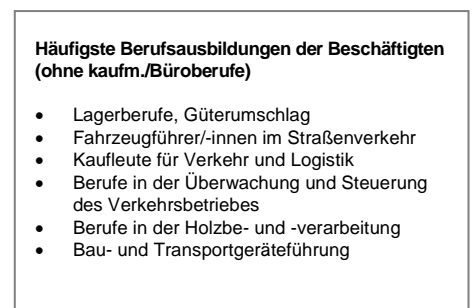 Häufigste Berufsausbildungen der Beschäftigten
(ohne kaufm./Büroberufe)
• Lagerberufe, Güterumschlag
• Fahrzeugführer/-innen im Straßenverkehr
• Kaufleute für Verkehr und Logistik
• Berufe in der Überwachung und Steuerung
des Verkehrsbetriebes
• Berufe in der Holzbe- und -verarbeitung
• Bau- und Transportgeräteführung